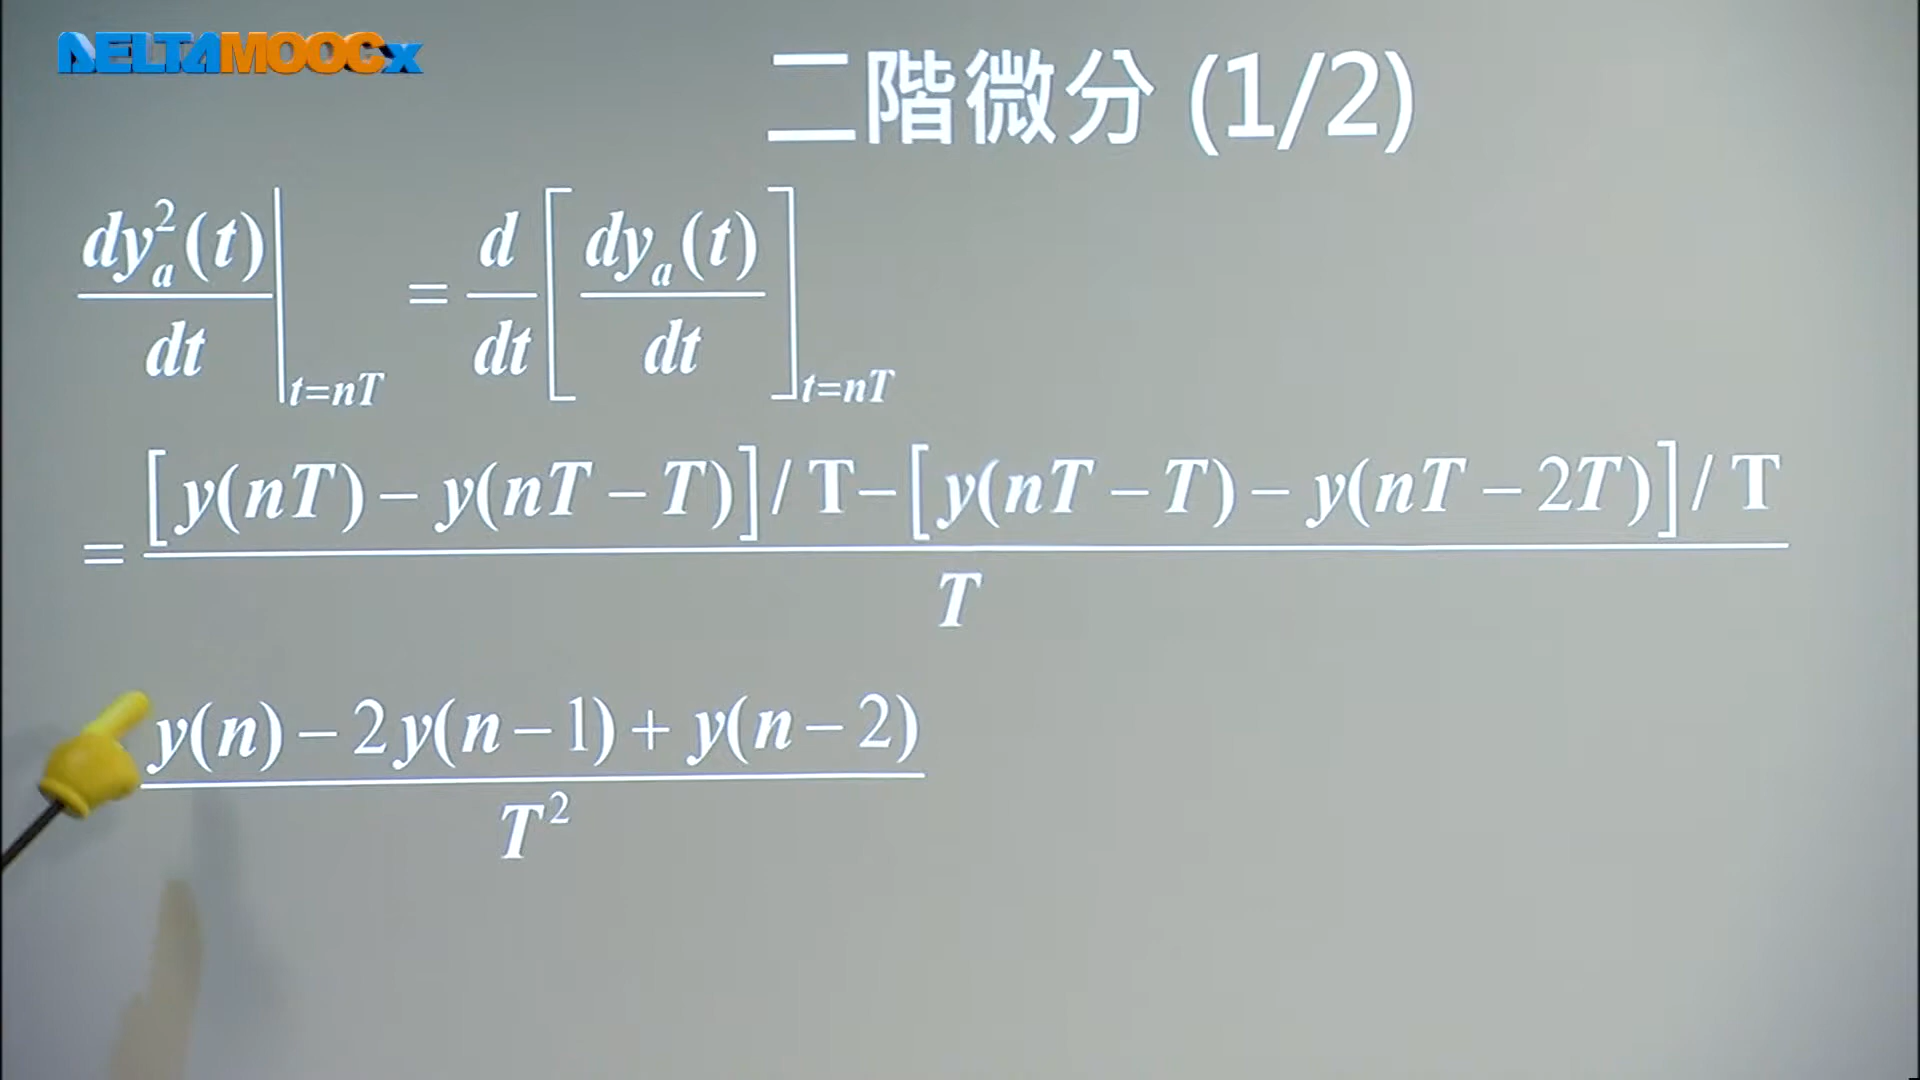 DELTAMOOCx
二階微分 (1/2)
dy_a^2(t)/dt |_{t=nT} = d/dt [ dy_a(t)/dt ]_{t=nT}
= [y(nT) − y(nT − T)] / T − [y(nT − T) − y(nT − 2T)] / T
T
y(n) − 2y(n − 1) + y(n − 2)
T^2